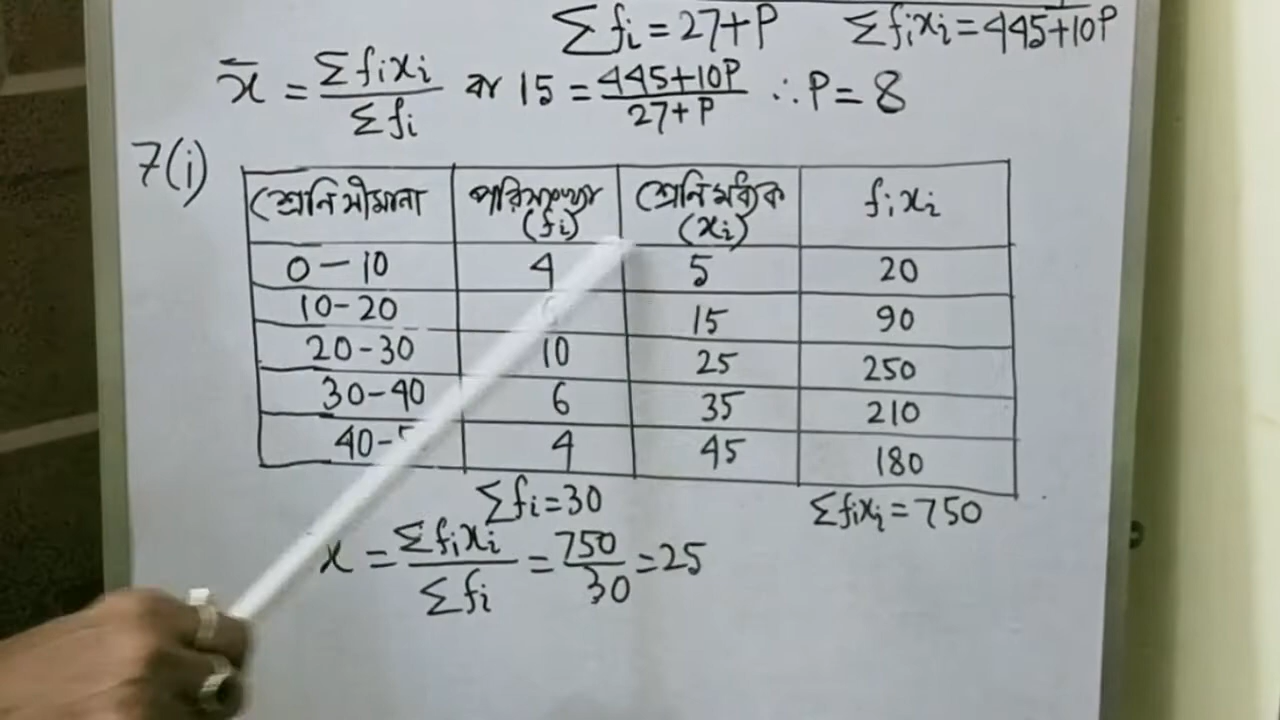 Σfi = 27+P Σfixi = 445+10P
x̄ = Σfixi / Σfi বা 15 = 445+10P / 27+P ∴ P = 8
7(i)
শ্রেনি সীমানা পরিসংখ্যা (fi) শ্রেনি মধ্যক (xi) fixi
0-10 4 5 20
10-20 15 90
20-30 10 25 250
30-40 6 35 210
40- 4 45 180
Σfi = 30 Σfixi = 750
x = Σfixi / Σfi = 750 / 30 = 25